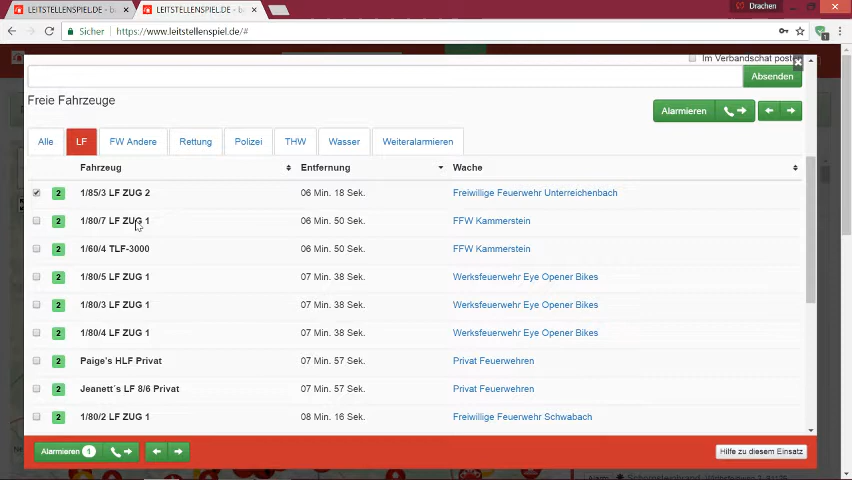 LEITSTELLENSPIEL.DE - ba
LEITSTELLENSPIEL.DE - ba
Drachen
Sicher
https://www.leitstellenspiel.de/#
1
Im Verbandschat poste
Absenden
Freie Fahrzeuge
Alarmieren
Alle LF FW Andere Rettung Polizei THW Wasser Weiteralarmieren
Fahrzeug Entfernung Wache
2 1/85/3 LF ZUG 2 06 Min. 18 Sek. Freiwillige Feuerwehr Unterreichenbach
2 1/80/7 LF ZUG 1 06 Min. 50 Sek. FFW Kammerstein
2 1/60/4 TLF-3000 06 Min. 50 Sek. FFW Kammerstein
2 1/80/5 LF ZUG 1 07 Min. 38 Sek. Werksfeuerwehr Eye Opener Bikes
2 1/80/3 LF ZUG 1 07 Min. 38 Sek. Werksfeuerwehr Eye Opener Bikes
2 1/80/4 LF ZUG 1 07 Min. 38 Sek. Werksfeuerwehr Eye Opener Bikes
2 Paige's HLF Privat 07 Min. 57 Sek. Privat Feuerwehren
2 Jeanett´s LF 8/6 Privat 07 Min. 57 Sek. Privat Feuerwehren
2 1/80/2 LF ZUG 1 08 Min. 16 Sek. Freiwillige Feuerwehr Schwabach
Alarmieren 1
Hilfe zu diesem Einsatz